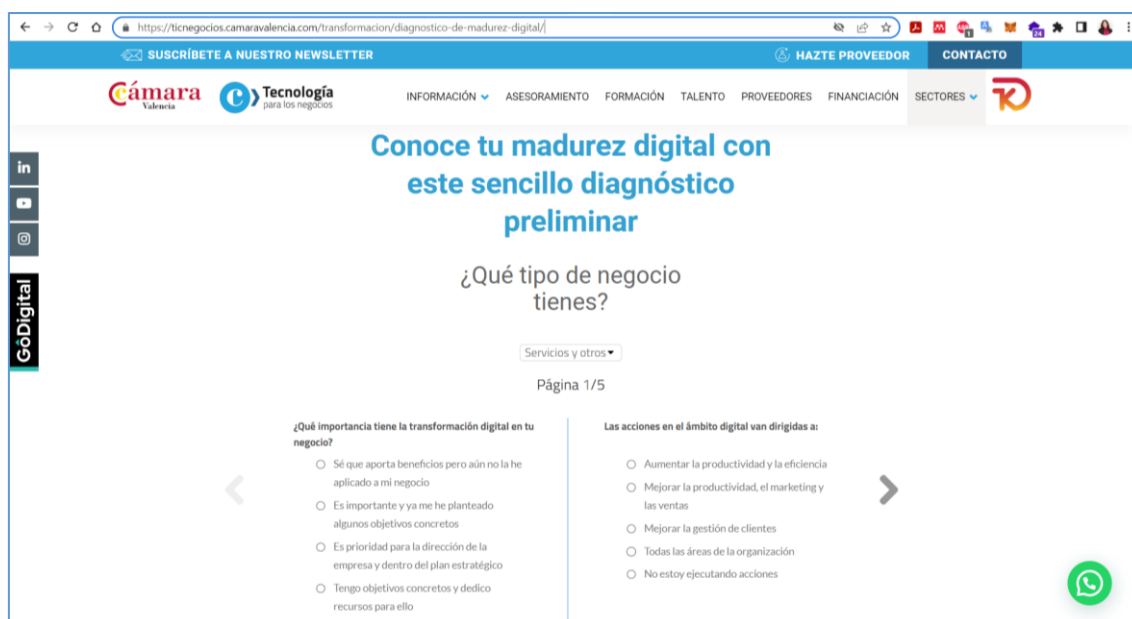 https://ticnegocios.camaravalencia.com/transformacion/diagnostico-de-madurez-digital/
1
24
SUSCRÍBETE A NUESTRO NEWSLETTER
HAZTE PROVEEDOR
CONTACTO
Cámara
Valencia
C
Tecnología
para los negocios
INFORMACIÓN
ASESORAMIENTO
FORMACIÓN
TALENTO
PROVEEDORES
FINANCIACIÓN
SECTORES
in
GoDigital
Conoce tu madurez digital con
este sencillo diagnóstico
preliminar
¿Qué tipo de negocio
tienes?
Servicios y otros
Página 1/5
¿Qué importancia tiene la transformación digital en tu
negocio?
Sé que aporta beneficios pero aún no la he
aplicado a mi negocio
Es importante y ya me he planteado
algunos objetivos concretos
Es prioridad para la dirección de la
empresa y dentro del plan estratégico
Tengo objetivos concretos y dedico
recursos para ello
Las acciones en el ámbito digital van dirigidas a:
Aumentar la productividad y la eficiencia
Mejorar la productividad, el marketing y
las ventas
Mejorar la gestión de clientes
Todas las áreas de la organización
No estoy ejecutando acciones